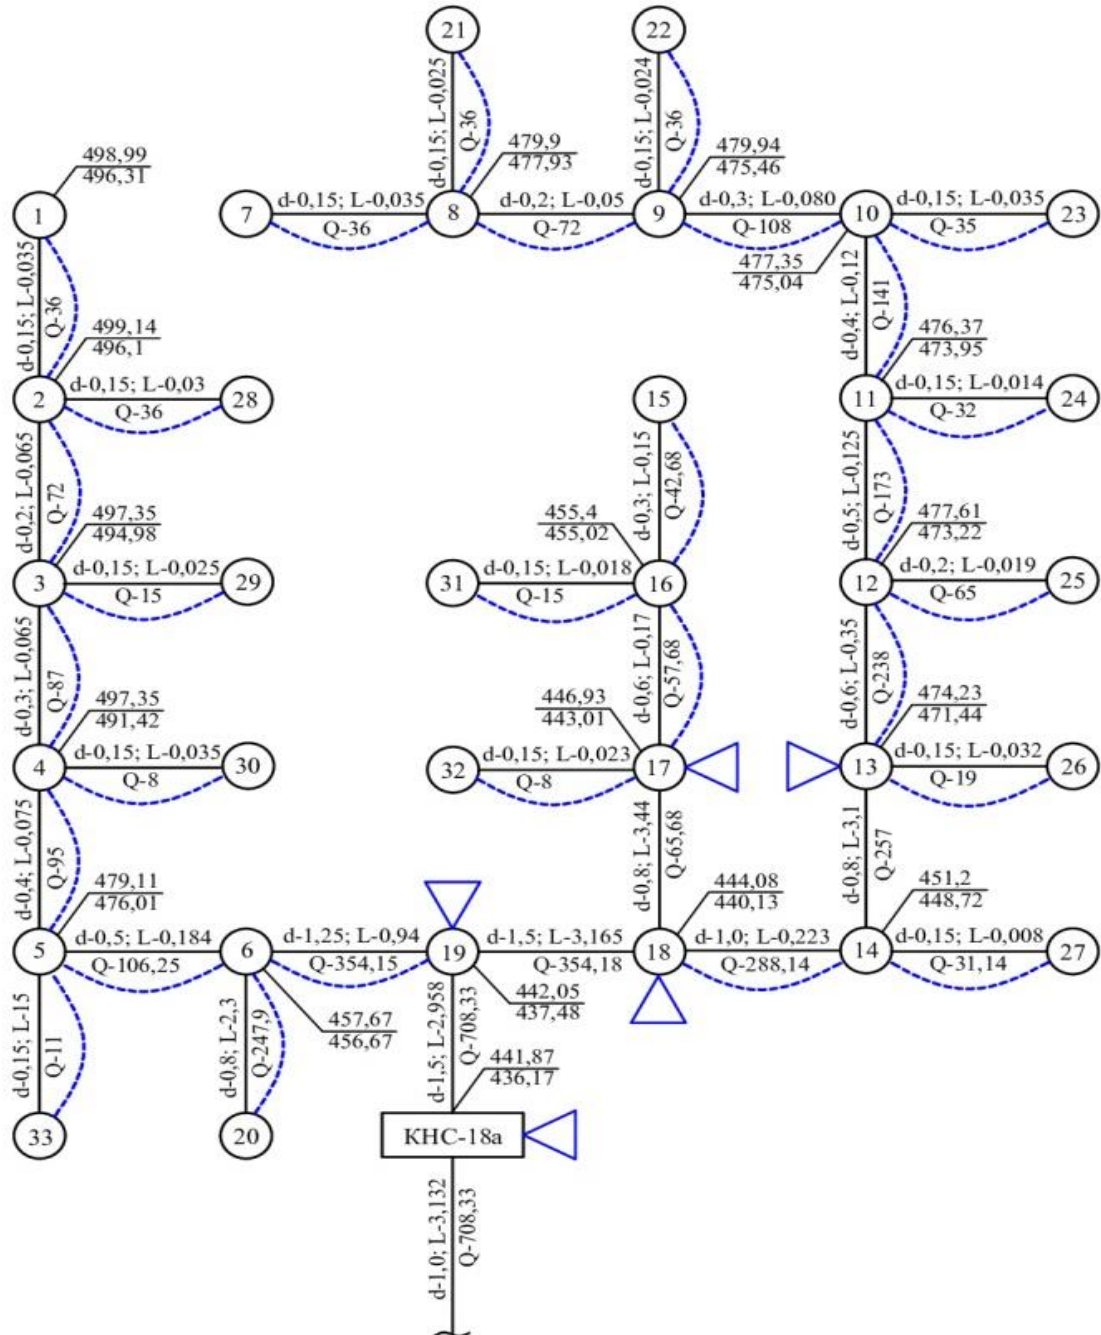 21
22
d-0,15; L-0,025
Q-36
d-0,15; L-0,024
Q-36
498,99
496,31
479,9
477,93
479,94
475,46
1
7
d-0,15; L-0,035
Q-36
8
d-0,2; L-0,05
Q-72
9
d-0,3; L-0,080
Q-108
10
d-0,15; L-0,035
Q-35
23
477,35
475,04
d-0,15; L-0,035
Q-36
d-0,4; L-0,12
Q-141
499,14
496,1
476,37
473,95
2
d-0,15; L-0,03
Q-36
28
15
11
d-0,15; L-0,014
Q-32
24
d-0,2; L-0,065
Q-72
d-0,3; L-0,15
Q-42,68
d-0,5; L-0,125
Q-173
497,35
494,98
455,4
455,02
477,61
473,22
3
d-0,15; L-0,025
Q-15
29
31
d-0,15; L-0,018
Q-15
16
12
d-0,2; L-0,019
Q-65
25
d-0,3; L-0,065
Q-87
d-0,6; L-0,17
Q-57,68
d-0,6; L-0,35
Q-238
497,35
491,42
446,93
443,01
474,23
471,44
4
d-0,15; L-0,035
Q-8
30
32
d-0,15; L-0,023
Q-8
17
13
d-0,15; L-0,032
Q-19
26
d-0,4; L-0,075
Q-95
d-0,8; L-3,44
Q-65,68
d-0,8; L-3,1
Q-257
479,11
476,01
444,08
440,13
451,2
448,72
5
d-0,5; L-0,184
Q-106,25
6
d-1,25; L-0,94
Q-354,15
19
d-1,5; L-3,165
Q-354,18
18
d-1,0; L-0,223
Q-288,14
14
d-0,15; L-0,008
Q-31,14
27
d-0,15; L-15
Q-11
d-0,8; L-2,3
Q-247,9
457,67
456,67
d-1,5; L-2,958
Q-708,33
442,05
437,48
441,87
436,17
33
20
КНС-18а
d-1,0; L-3,132
Q-708,33